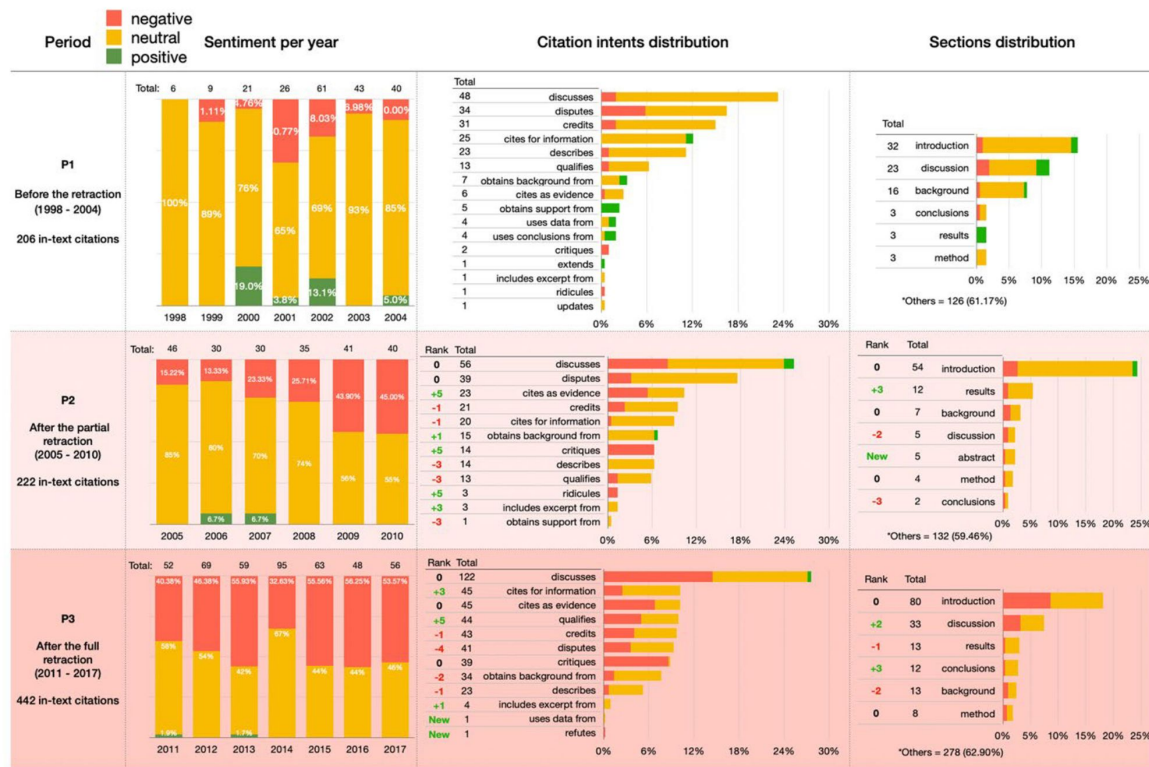 negative
neutral
positive
Period
Sentiment per year
Citation intents distribution
Sections distribution
P1
Before the retraction
(1998 - 2004)
206 in-text citations
Total: 6 9 21 26 61 43 40
1.11% 4.76% 0.77% 8.03% 6.98% 0.00%
100% 89% 76% 65% 69% 93% 85%
19.0% 3.8% 13.1% 5.0%
1998 1999 2000 2001 2002 2003 2004
Total
48 discusses
34 disputes
31 credits
25 cites for information
23 describes
13 qualifies
7 obtains background from
6 cites as evidence
5 obtains support from
4 uses data from
4 uses conclusions from
2 critiques
1 extends
1 includes excerpt from
1 ridicules
1 updates
0% 6% 12% 18% 24% 30%
Total
32 introduction
23 discussion
16 background
3 conclusions
3 results
3 method
0% 5% 10% 15% 20% 25%
*Others = 126 (61.17%)
P2
After the partial
retraction
(2005 - 2010)
222 in-text citations
Total: 46 30 30 35 41 40
15.22% 13.33% 23.33% 25.71% 43.90% 45.00%
85% 80% 70% 74% 56% 55%
6.7% 6.7%
2005 2006 2007 2008 2009 2010
Rank Total
0 56 discusses
0 39 disputes
+5 23 cites as evidence
-1 21 credits
-1 20 cites for information
+1 15 obtains background from
+5 14 critiques
-3 14 describes
-3 13 qualifies
+5 3 ridicules
+3 3 includes excerpt from
-3 1 obtains support from
0% 6% 12% 18% 24% 30%
Rank Total
0 54 introduction
+3 12 results
0 7 background
-2 5 discussion
New 5 abstract
0 4 method
-3 2 conclusions
0% 5% 10% 15% 20% 25%
*Others = 132 (59.46%)
P3
After the full
retraction
(2011 - 2017)
442 in-text citations
Total: 52 69 59 95 63 48 56
40.38% 46.38% 55.93% 32.63% 55.56% 56.25% 53.57%
58% 54% 42% 67% 44% 44% 46%
1.9% 1.7%
2011 2012 2013 2014 2015 2016 2017
Rank Total
0 122 discusses
+3 45 cites for information
0 45 cites as evidence
+5 44 qualifies
-1 43 credits
-4 41 disputes
0 39 critiques
-2 34 obtains background from
-1 23 describes
+1 4 includes excerpt from
New 1 uses data from
New 1 refutes
0% 6% 12% 18% 24% 30%
Rank Total
0 80 introduction
+2 33 discussion
-1 13 results
+3 12 conclusions
-2 13 background
0 8 method
0% 5% 10% 15% 20% 25%
*Others = 278 (62.90%)